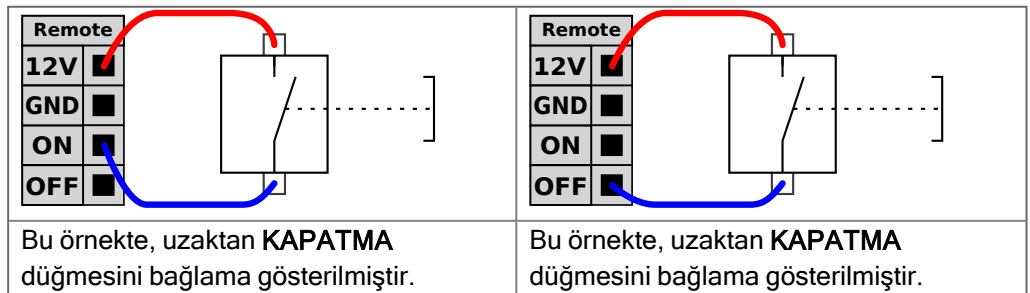 Remote
12V
GND
ON
OFF
Bu örnekte, uzaktan KAPATMA
düğmesini bağlama gösterilmiştir.
Remote
12V
GND
ON
OFF
Bu örnekte, uzaktan KAPATMA
düğmesini bağlama gösterilmiştir.